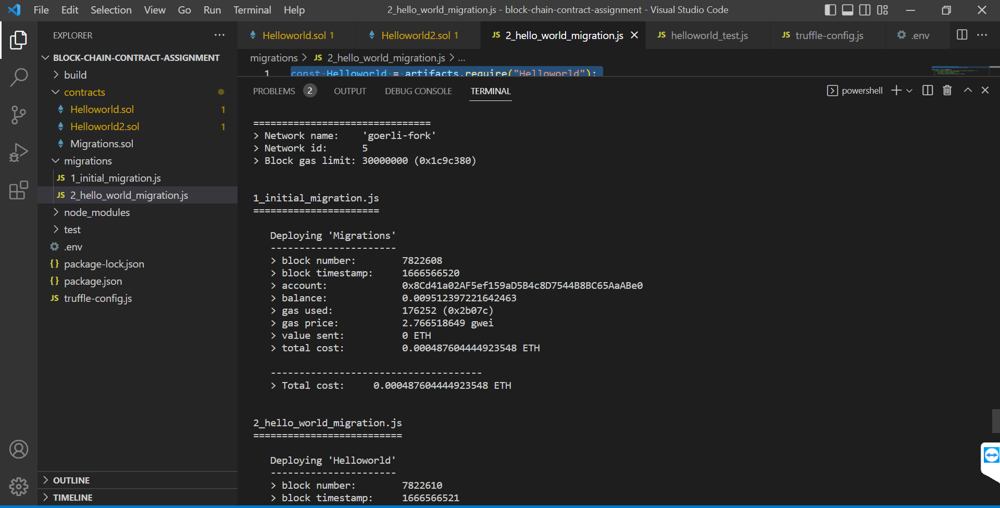 File Edit Selection View Go Run Terminal Help 2_hello_world_migration.js - block-chain-contract-assignment - Visual Studio Code
EXPLORER
BLOCK-CHAIN-CONTRACT-ASSIGNMENT
build
contracts
Helloworld.sol 1
Helloworld2.sol 1
Migrations.sol
migrations
JS 1_initial_migration.js
JS 2_hello_world_migration.js
node_modules
test
.env
{} package-lock.json
{} package.json
JS truffle-config.js
OUTLINE
TIMELINE
Helloworld.sol 1 Helloworld2.sol 1 JS 2_hello_world_migration.js JS helloworld_test.js JS truffle-config.js .env
migrations > JS 2_hello_world_migration.js > ...
1 const Helloworld = artifacts.require("Helloworld");
PROBLEMS 2 OUTPUT DEBUG CONSOLE TERMINAL powershell
===============================
> Network name: 'goerli-fork'
> Network id: 5
> Block gas limit: 30000000 (0x1c9c380)
1_initial_migration.js
======================
Deploying 'Migrations'
----------------------
> block number: 7822608
> block timestamp: 1666566520
> account: 0x8Cd41a02AF5ef159aD5B4c8D7544B8BC65AaABe0
> balance: 0.009512397221642463
> gas used: 176252 (0x2b07c)
> gas price: 2.766518649 gwei
> value sent: 0 ETH
> total cost: 0.000487604444923548 ETH
-------------------------------------
> Total cost: 0.000487604444923548 ETH
2_hello_world_migration.js
==========================
Deploying 'Helloworld'
----------------------
> block number: 7822610
> block timestamp: 1666566521